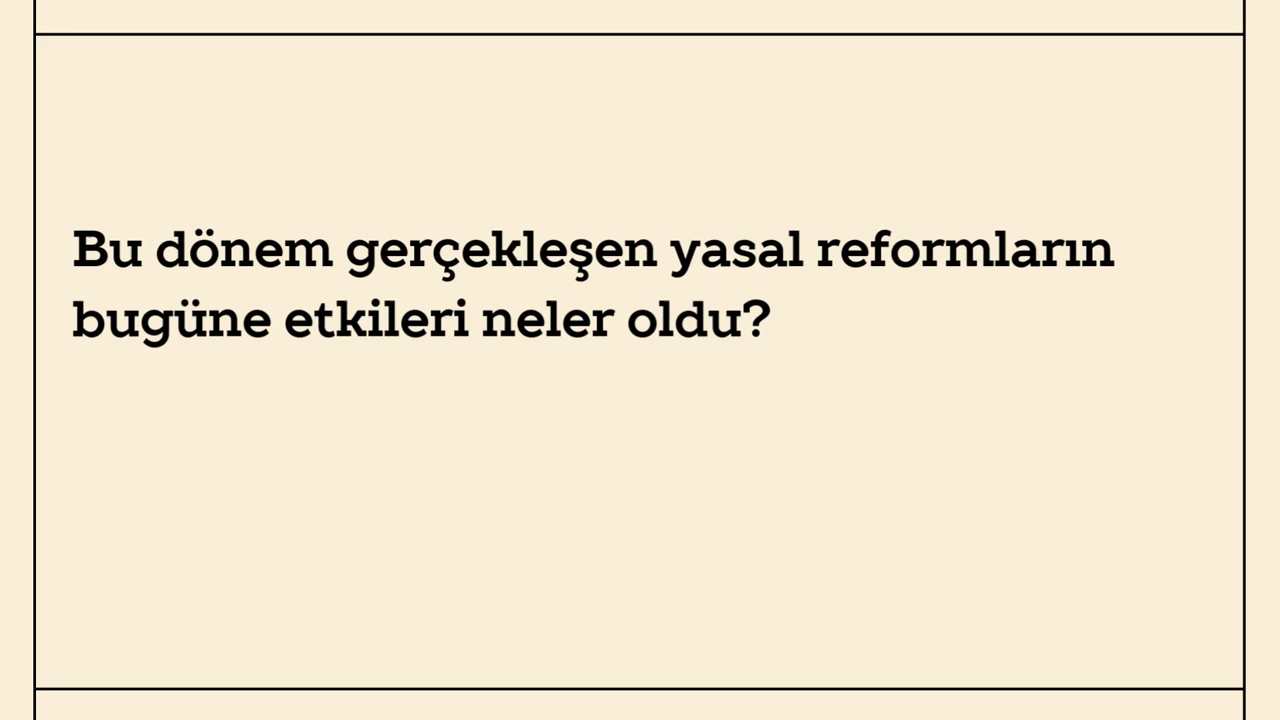 Bu dönem gerçekleşen yasal reformların
bugüne etkileri neler oldu?